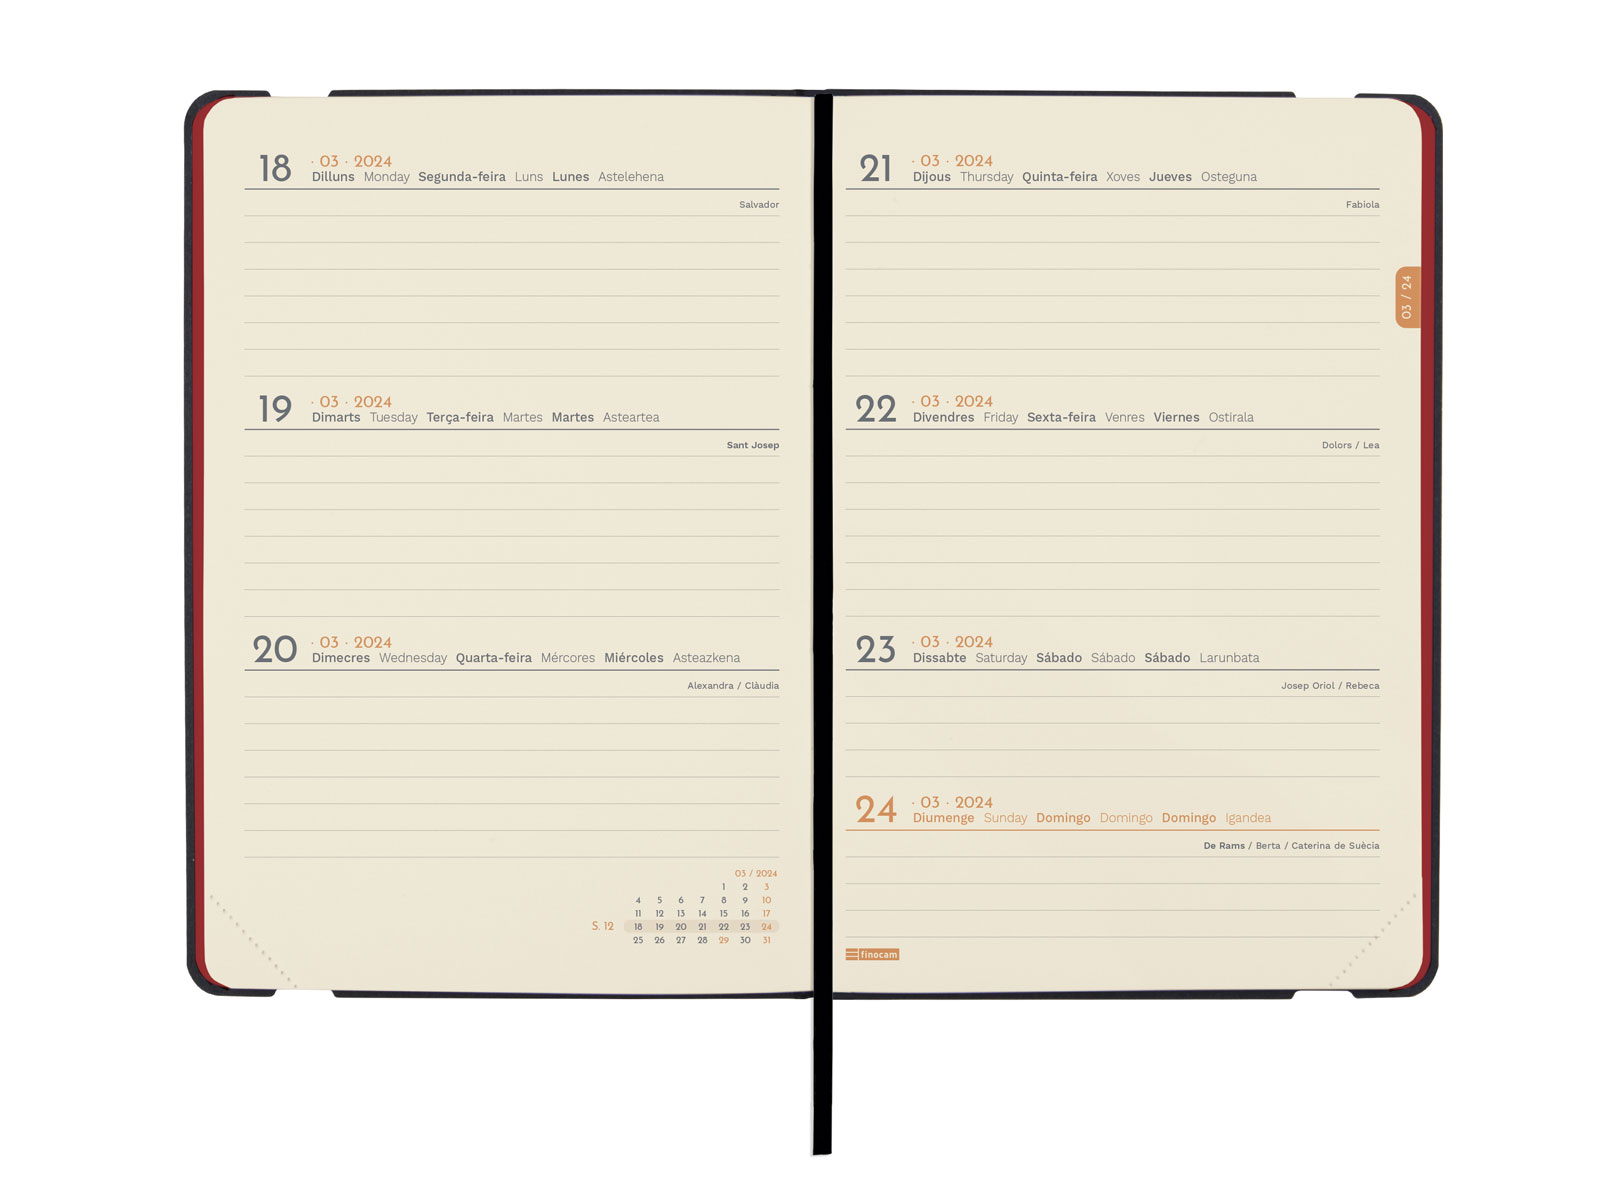 18 · 03 · 2024
Dilluns Monday Segunda-feira Luns Lunes Astelehena
Salvador
19 · 03 · 2024
Dimarts Tuesday Terça-feira Martes Martes Asteartea
Sant Josep
20 · 03 · 2024
Dimecres Wednesday Quarta-feira Mércores Miércoles Asteazkena
Alexandra / Clàudia
03 / 2024
1 2 3
4 5 6 7 8 9 10
11 12 13 14 15 16 17
S. 12 18 19 20 21 22 23 24
25 26 27 28 29 30 31
21 · 03 · 2024
Dijous Thursday Quinta-feira Xoves Jueves Osteguna
Fabiola
03 / 24
22 · 03 · 2024
Divendres Friday Sexta-feira Venres Viernes Ostirala
Dolors / Lea
23 · 03 · 2024
Dissabte Saturday Sábado Sábado Sábado Larunbata
Josep Oriol / Rebeca
24 · 03 · 2024
Diumenge Sunday Domingo Domingo Domingo Igandea
De Rams / Berta / Caterina de Suècia
finocam